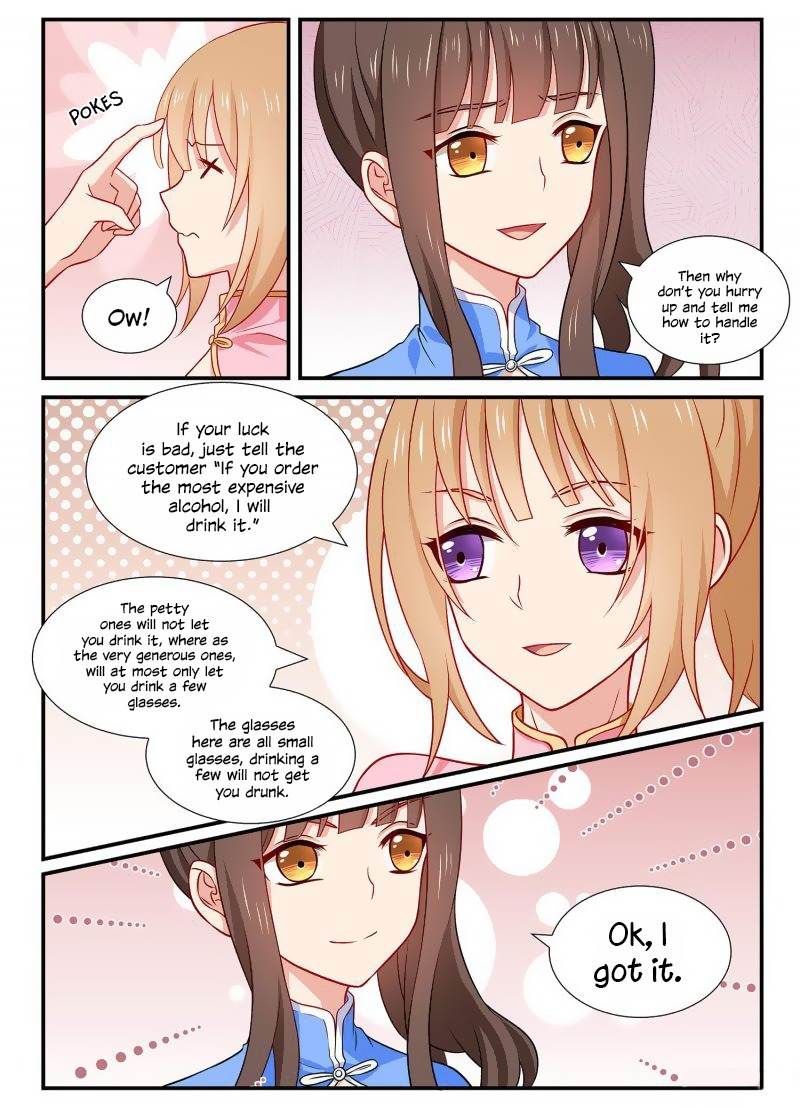 POKES
Ow!
Then why
don't you hurry
up and tell me
how to handle
it?
If your luck
is bad, just tell the
customer "If you order
the most expensive
alcohol, I will
drink it."
The petty
ones will not let
you drink it, where as
the very generous ones,
will at most only let
you drink a few
glasses.
The glasses
here are all small
glasses, drinking a
few will not get
you drunk.
Ok, I
got it.